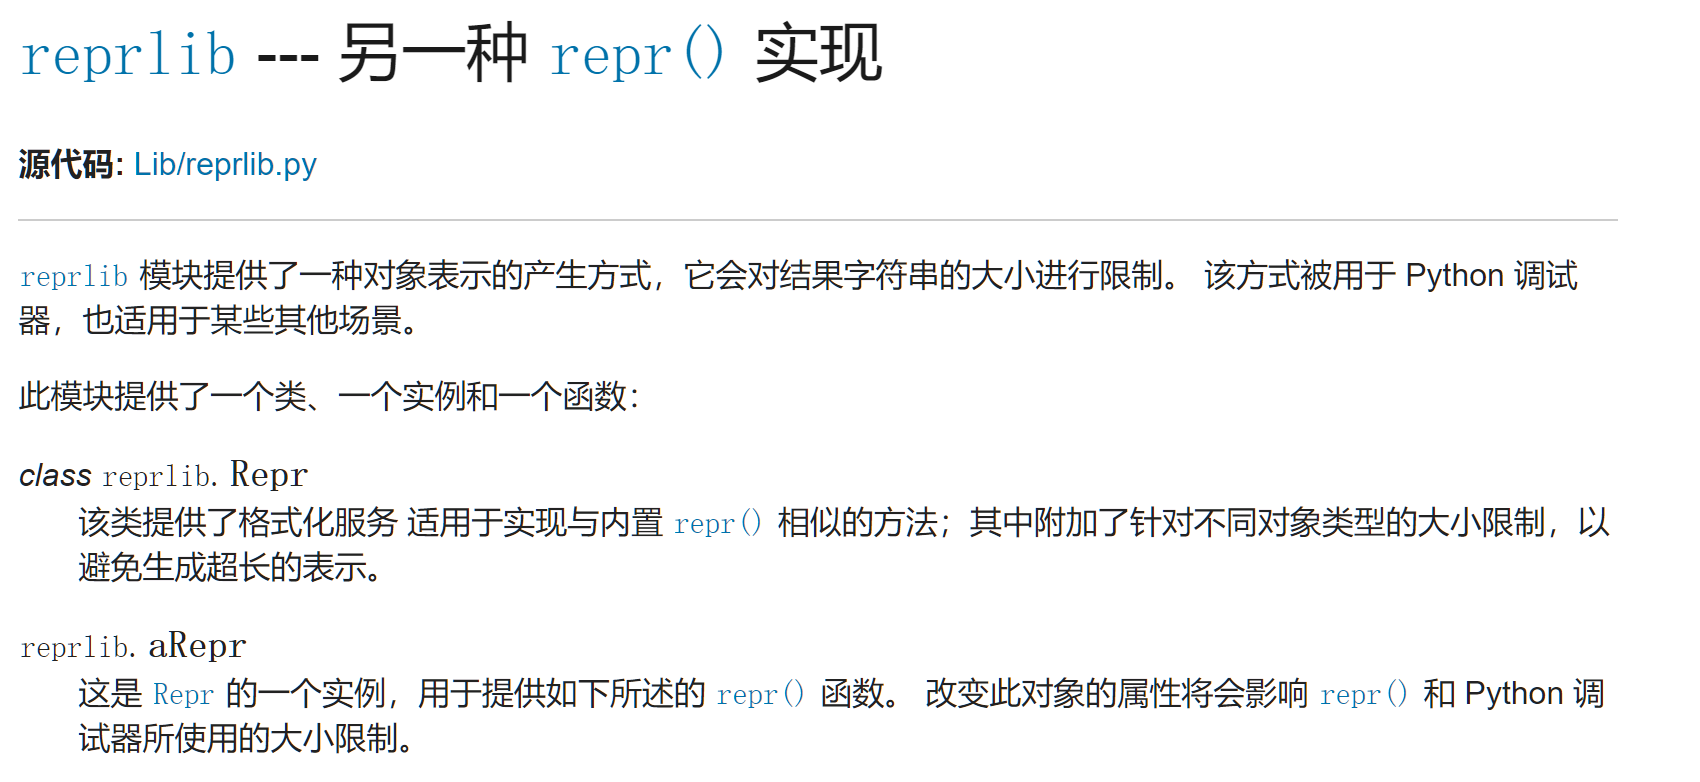 reprlib --- 另一种 repr() 实现
源代码: Lib/reprlib.py
reprlib 模块提供了一种对象表示的产生方式，它会对结果字符串的大小进行限制。 该方式被用于 Python 调试
器，也适用于某些其他场景。
此模块提供了一个类、一个实例和一个函数：
class reprlib. Repr
该类提供了格式化服务 适用于实现与内置 repr() 相似的方法；其中附加了针对不同对象类型的大小限制，以
避免生成超长的表示。
reprlib. aRepr
这是 Repr 的一个实例，用于提供如下所述的 repr() 函数。 改变此对象的属性将会影响 repr() 和 Python 调
试器所使用的大小限制。